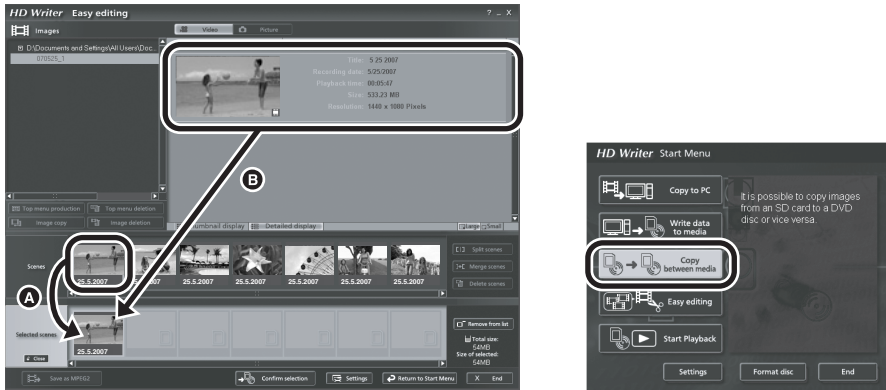 HD Writer Easy editing
? _ X
Images
Video
Picture
D:\Documents and Settings\All Users\Doc...
070525_1
Title: 5 25 2007
Recording date: 5/25/2007
Playback time: 00:05:47
Size: 533.23 MB
Resolution: 1440 x 1080 Pixels
B
Top menu production
Top menu deletion
Image copy
Image deletion
Thumbnail display
Detailed display
Large
Small
Scenes
25.5.2007
25.5.2007
25.5.2007
25.5.2007
25.5.2007
25.5.2007
25.5.2007
Split scenes
Merge scenes
Delete scenes
A
Selected scenes
Close
25.5.2007
Remove from list
Total size:
54MB
Size of selected:
54MB
Save as MPEG2
Confirm selection
Settings
Return to Start Menu
X End
HD Writer Start Menu
Copy to PC
Write data
to media
Copy
between media
Easy editing
Start Playback
It is possible to copy images
from an SD card to a DVD
disc or vice versa.
Settings
Format disc
End